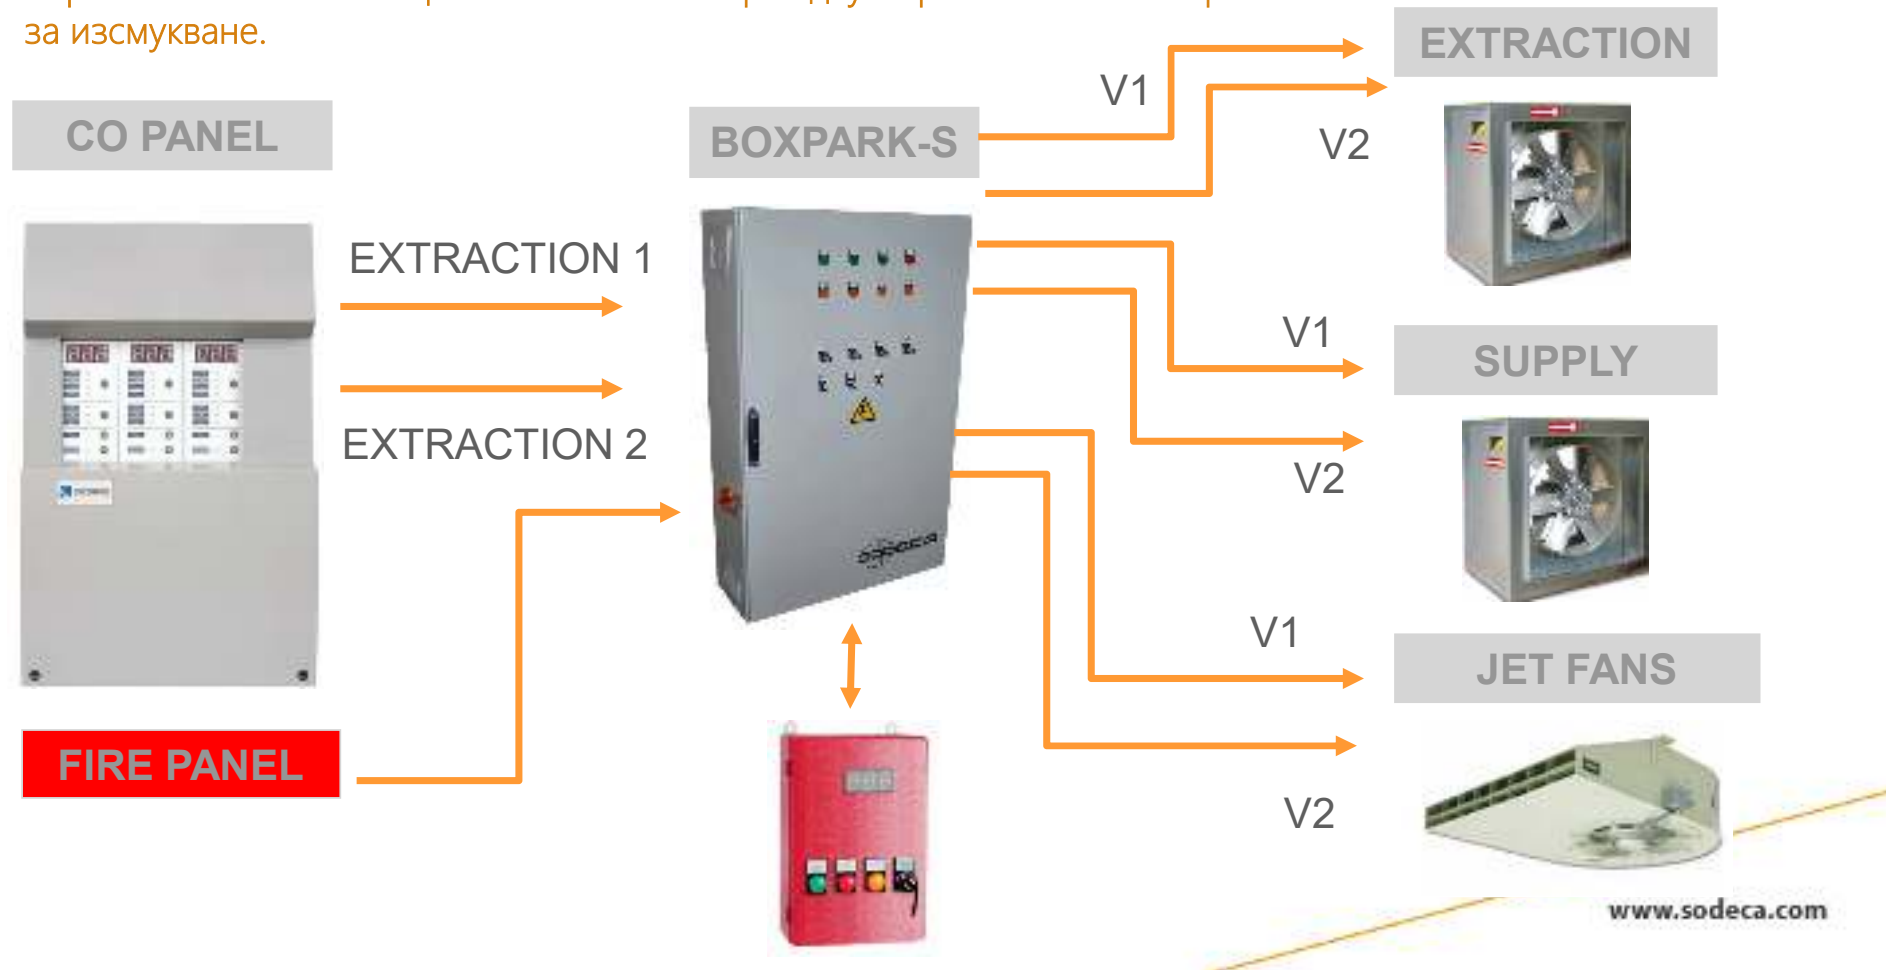 за изсмукване.
EXTRACTION
V1
CO PANEL
BOXPARK-S
V2
EXTRACTION 1
V1
SUPPLY
EXTRACTION 2
V2
sodeca
V1
JET FANS
FIRE PANEL
V2
www.sodeca.com